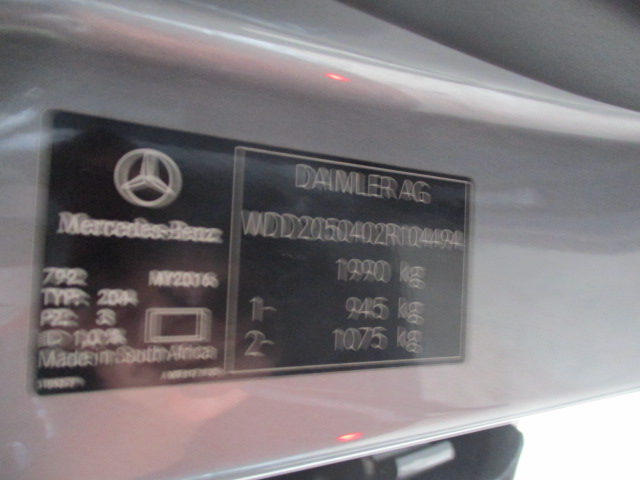 Mercedes-Benz
792
MY2016
TYP: 204
Made in South Africa
DAIMLER AG
WDD2050402R104494
1990 kg
1- 945 kg
2- 1075 kg